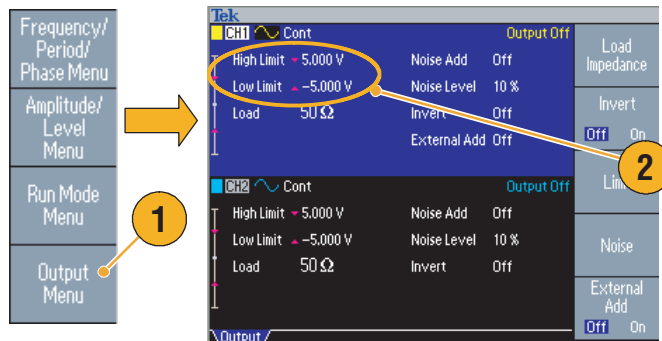 Frequency/
Period/
Phase Menu
Amplitude/
Level
Menu
Run Mode
Menu
Output
Menu
1
Tek
CH1 Cont Output Off
High Limit 5.000 V Noise Add Off
Low Limit -5.000 V Noise Level 10 %
Load 50 Ω Invert Off
External Add Off
CH2 Cont Output Off
High Limit 5.000 V Noise Add Off
Low Limit -5.000 V Noise Level 10 %
Load 50 Ω Invert Off
Output
Load
Impedance
Invert
Off On
2
Noise
External
Add
Off On